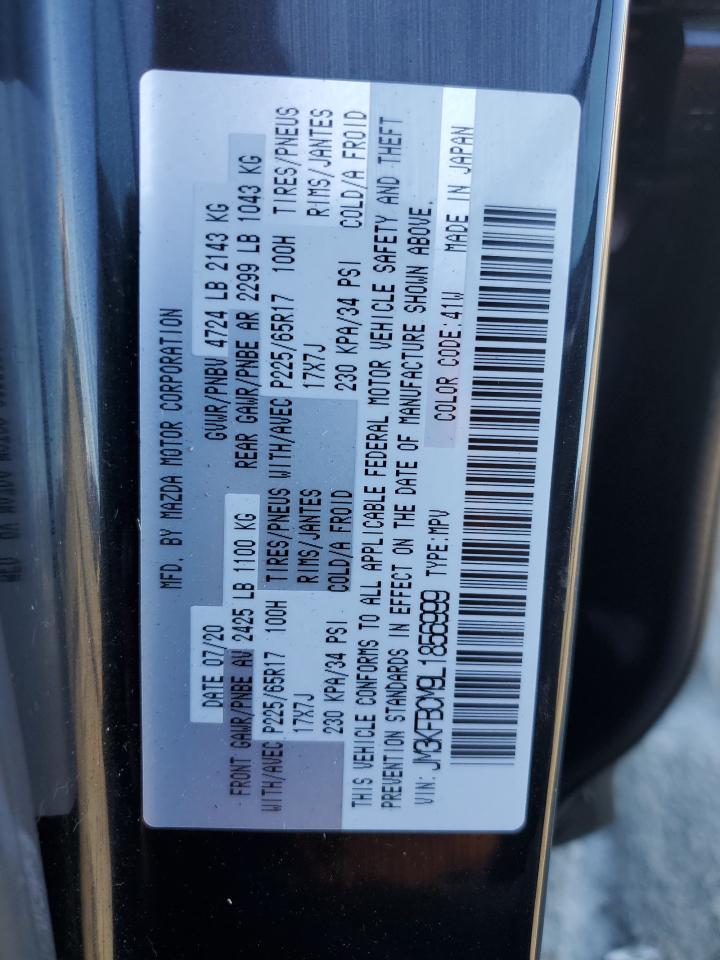 MFD. BY MAZDA MOTOR CORPORATION
DATE 07/20 GVWR/PNBV 4724 LB 2143 KG
FRONT GAWR/PNBE AV 2425 LB 1100 KG REAR GAWR/PNBE AR 2299 LB 1043 KG
WITH/AVEC P225/65R17 100H TIRES/PNEUS WITH/AVEC P225/65R17 100H TIRES/PNEUS
17X7J RIMS/JANTES 17X7J RIMS/JANTES
230 KPA/34 PSI COLD/A FROID 230 KPA/34 PSI COLD/A FROID
THIS VEHICLE CONFORMS TO ALL APPLICABLE FEDERAL MOTOR VEHICLE SAFETY AND THEFT
PREVENTION STANDARDS IN EFFECT ON THE DATE OF MANUFACTURE SHOWN ABOVE.
VIN: JM3KFBCM9L1856999 TYPE:MPV COLOR CODE:41W MADE IN JAPAN